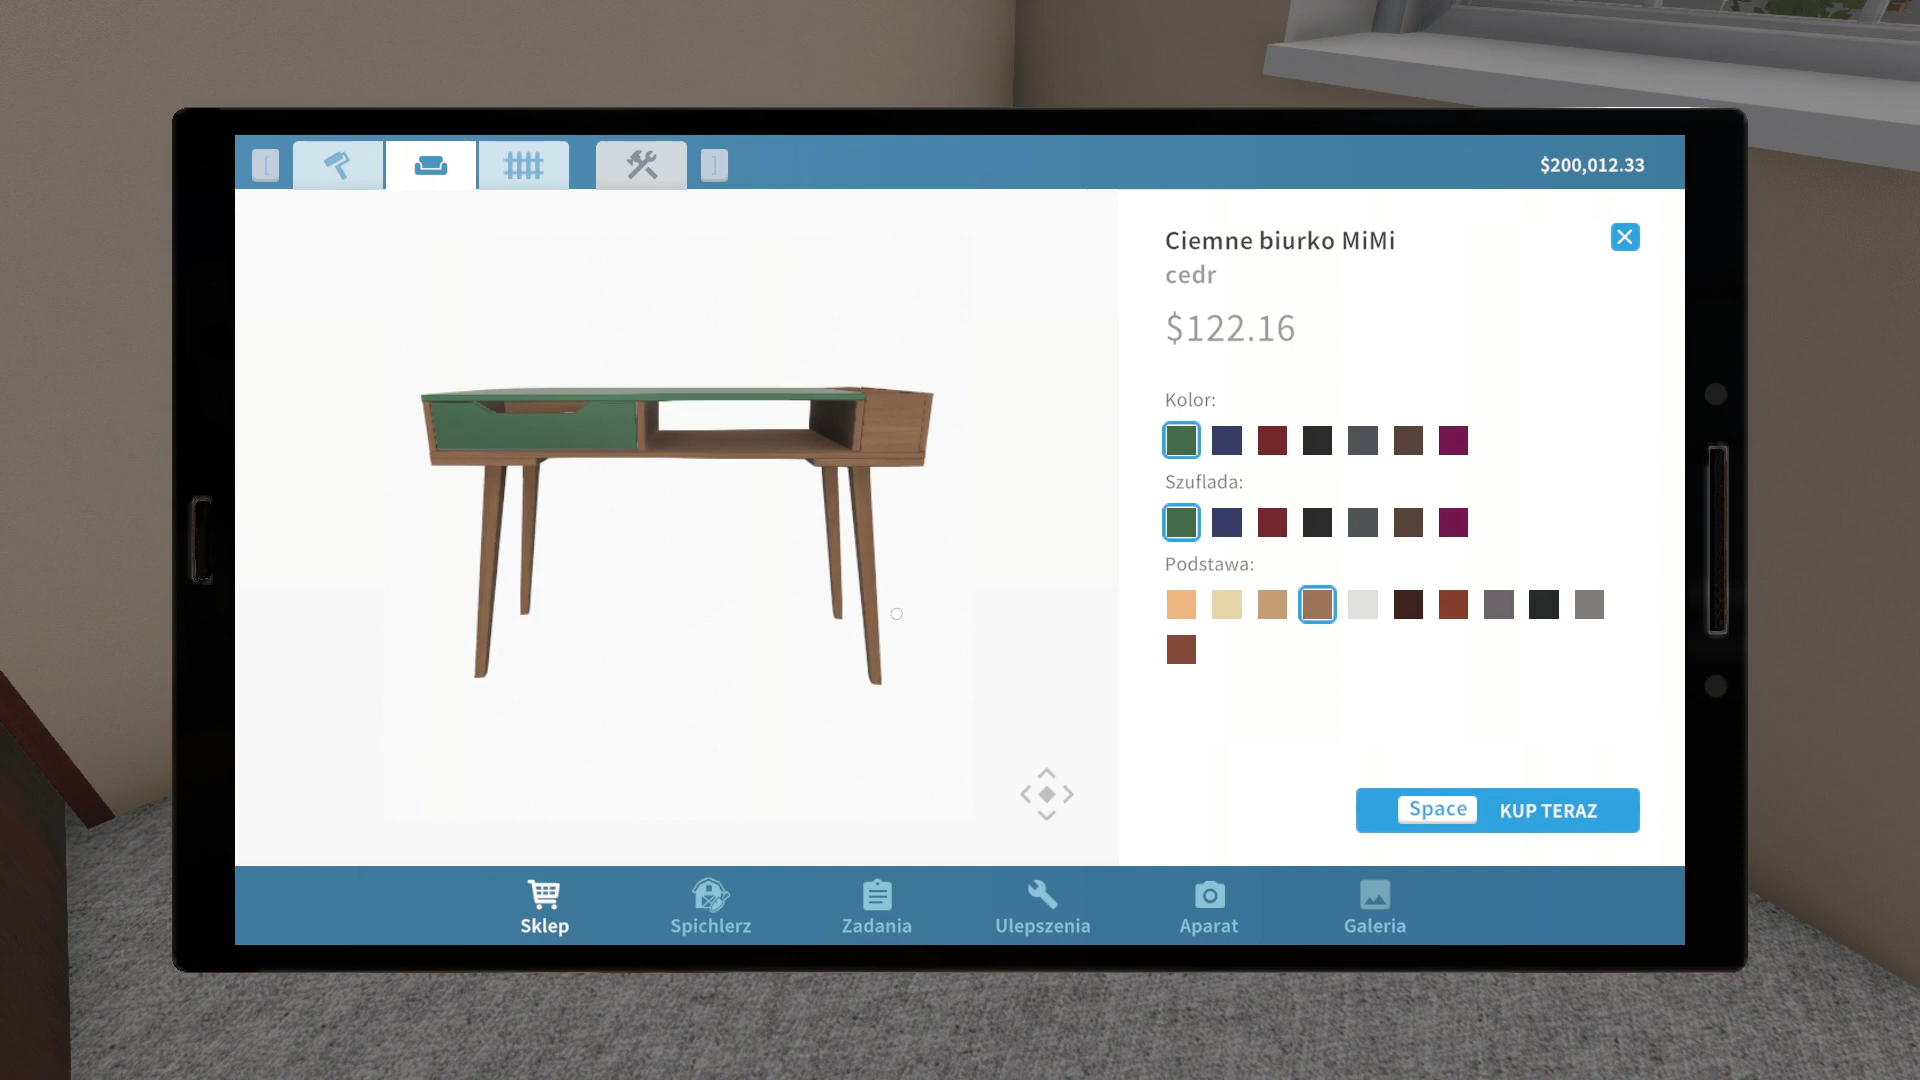 [
]
$200,012.33
Ciemne biurko MiMi
cedr
$122.16
Kolor:
Szuflada:
Podstawa:
Space KUP TERAZ
Sklep
Spichlerz
Zadania
Ulepszenia
Aparat
Galeria